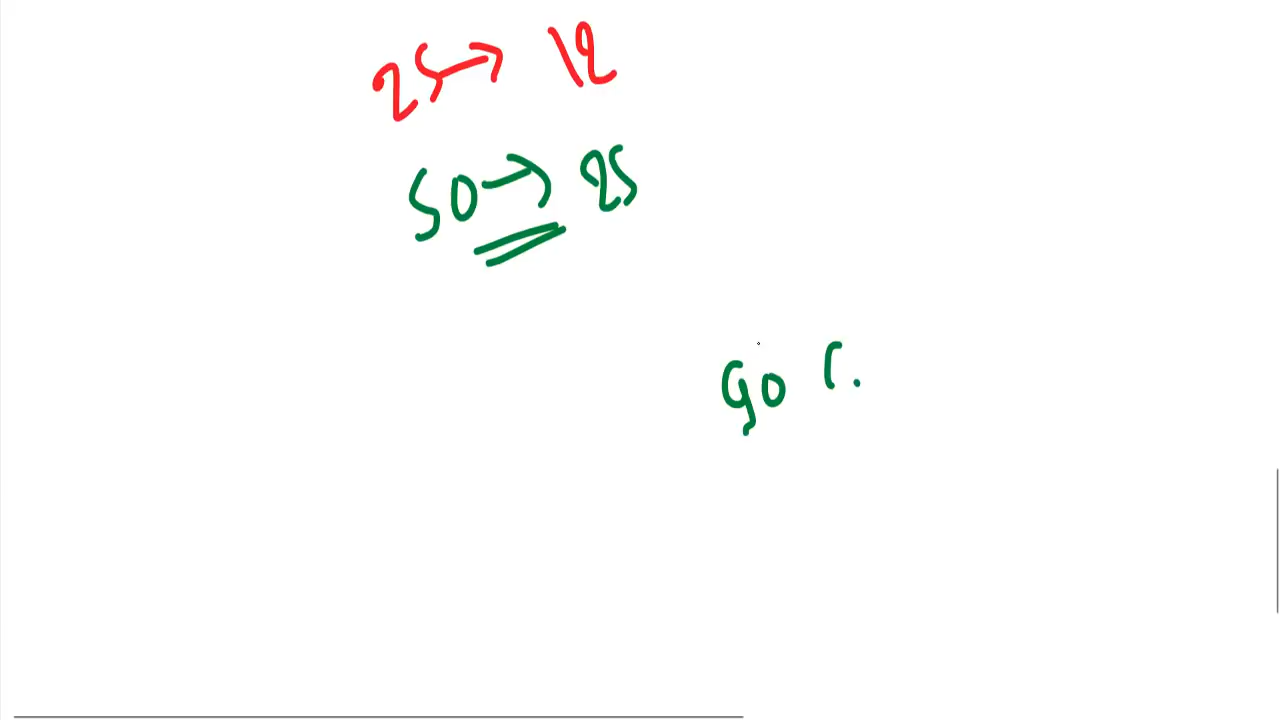 25 → 12
50 → 25
90